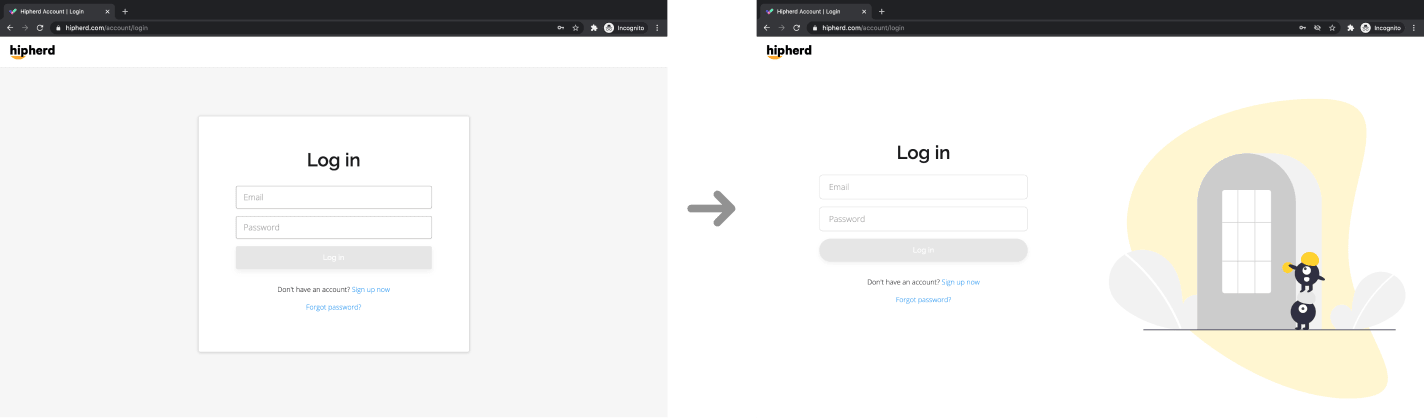 Hipherd Account | Login
hipherd.com/account/login
Incognito
hipherd
Log in
Email
Password
Log in
Don't have an account? Sign up now
Forgot password?
Hipherd Account | Login
hipherd.com/account/login
Incognito
hipherd
Log in
Email
Password
Log in
Don't have an account? Sign up now
Forgot password?